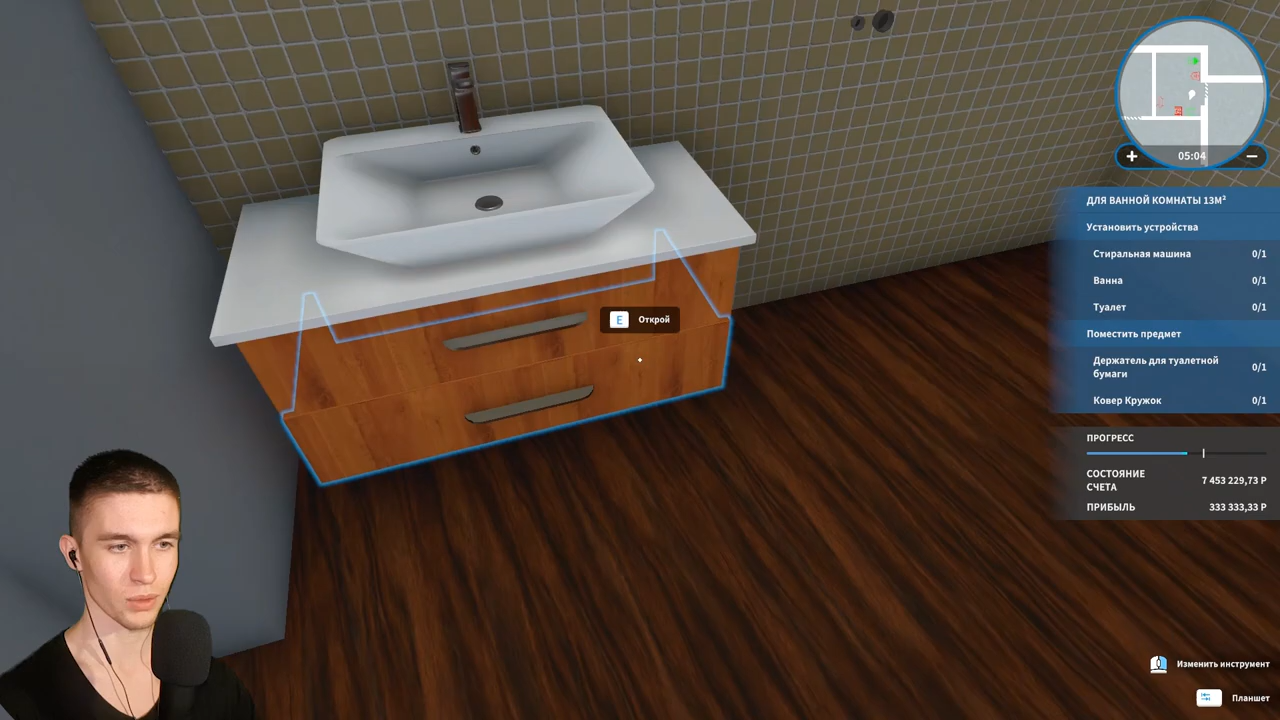 + 05:04 −
ДЛЯ ВАННОЙ КОМНАТЫ 13М²
Установить устройства
Стиральная машина 0/1
Ванна 0/1
Туалет 0/1
Поместить предмет
Держатель для туалетной
бумаги 0/1
Ковер Кружок 0/1
E Открой
ПРОГРЕСС
СОСТОЯНИЕ
СЧЕТА 7 453 229,73 Р
ПРИБЫЛЬ 333 333,33 Р
Изменить инструмент
Планшет